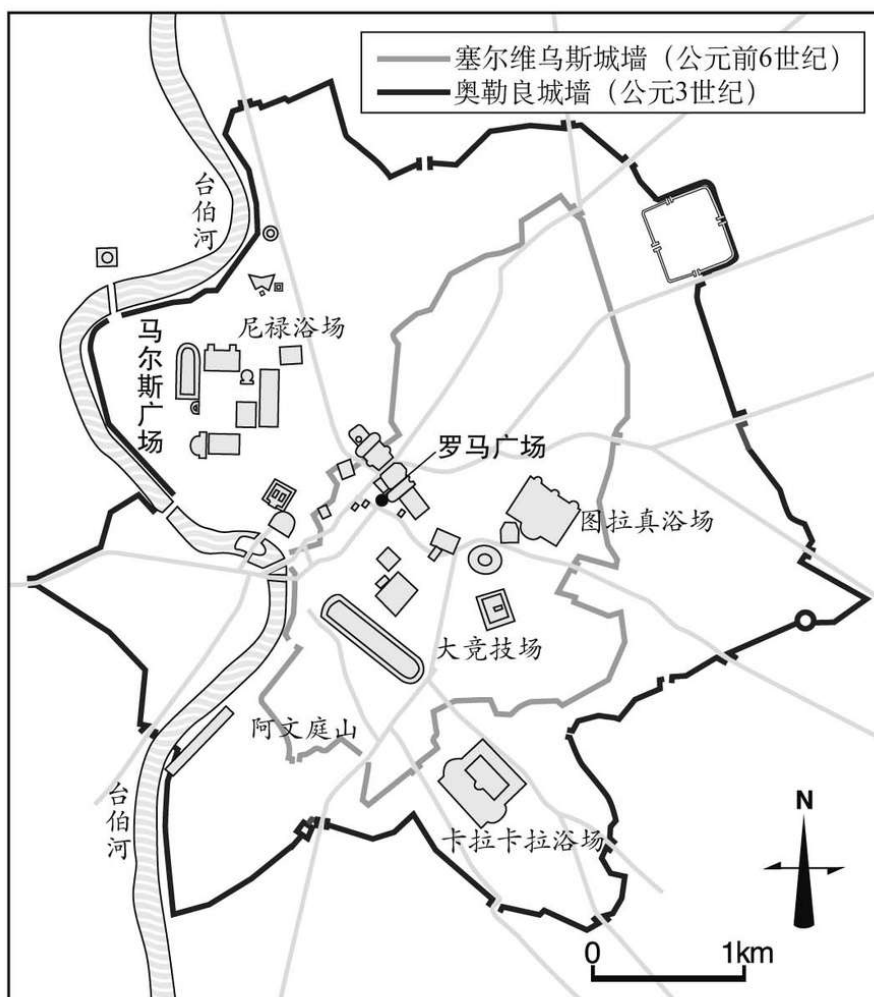 塞尔维乌斯城墙（公元前6世纪）
奥勒良城墙（公元3世纪）
台伯河
尼禄浴场
马尔斯广场
罗马广场
图拉真浴场
大竞技场
阿文庭山
台伯河
卡拉卡拉浴场
N
0 1km